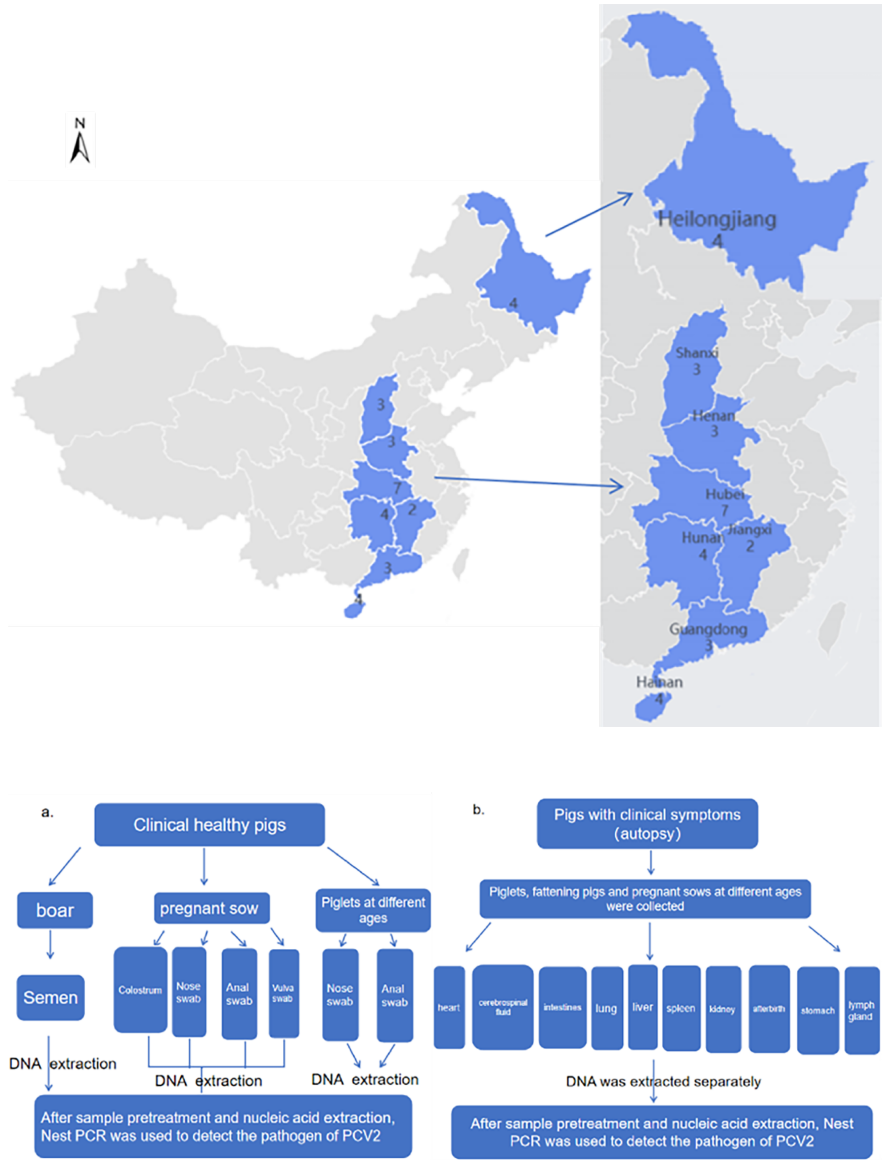 N
4
3
3
7
4
2
3
4
Heilongjiang
4
Shanxi
3
Henan
3
Hubei
7
Jiangxi
2
Hunan
4
Guangdong
3
Hainan
4
a.
Clinical healthy pigs
boar
pregnant sow
Piglets at different
ages
Semen
Colostrum
Nose
swab
Anal
swab
Vulva
swab
Nose
swab
Anal
swab
DNA extraction
DNA extraction
DNA extraction
After sample pretreatment and nucleic acid extraction,
Nest PCR was used to detect the pathogen of PCV2
b.
Pigs with clinical symptoms
(autopsy)
Piglets, fattening pigs and pregnant sows at different ages
were collected
heart
cerebrospinal
fluid
intestines
lung
liver
spleen
kidney
afterbirth
stomach
lymph
gland
DNA was extracted separately
After sample pretreatment and nucleic acid extraction, Nest
PCR was used to detect the pathogen of PCV2